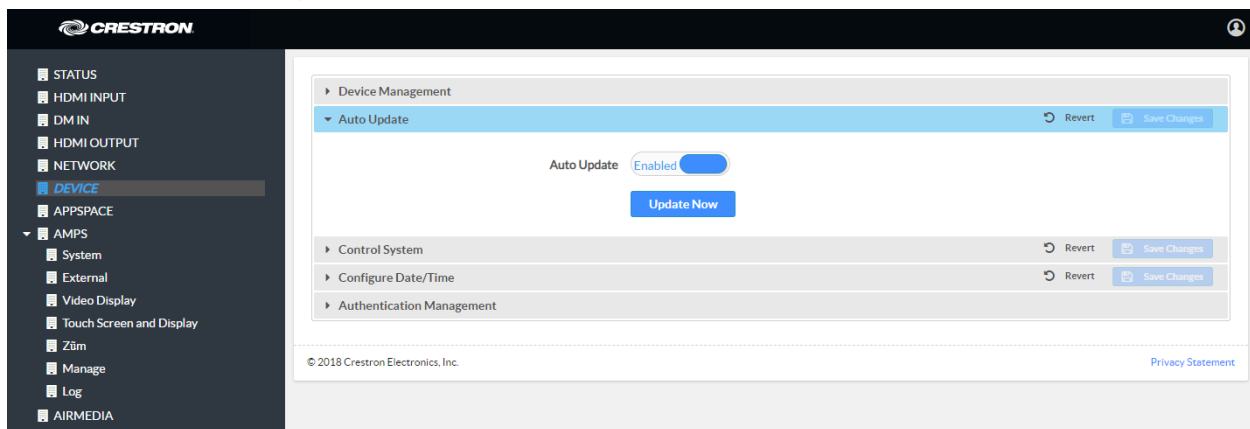 CRESTRON
STATUS
HDMI INPUT
DM IN
HDMI OUTPUT
NETWORK
DEVICE
APPSPACE
AMPS
System
External
Video Display
Touch Screen and Display
Züm
Manage
Log
AIRMEDIA
Device Management
Auto Update Revert Save Changes
Auto Update Enabled
Update Now
Control System Revert Save Changes
Configure Date/Time Revert Save Changes
Authentication Management
© 2018 Crestron Electronics, Inc. Privacy Statement